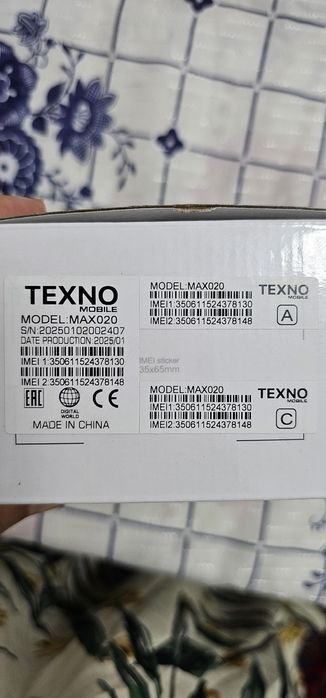 TEXNO
MOBILE
MODEL:MAX020
S/N:20250102002407
DATE PRODUCTION:2025/01
IMEI 1:350611524378130
IMEI 2:350611524378148
EAC
DIGITAL
WORLD
CE
MADE IN CHINA
MODEL:MAX020
TEXNO
MOBILE
IMEI1:350611524378130
IMEI2:350611524378148
A
IMEI sticker
35x65mm
MODEL:MAX020
TEXNO
MOBILE
IMEI1:350611524378130
IMEI2:350611524378148
C